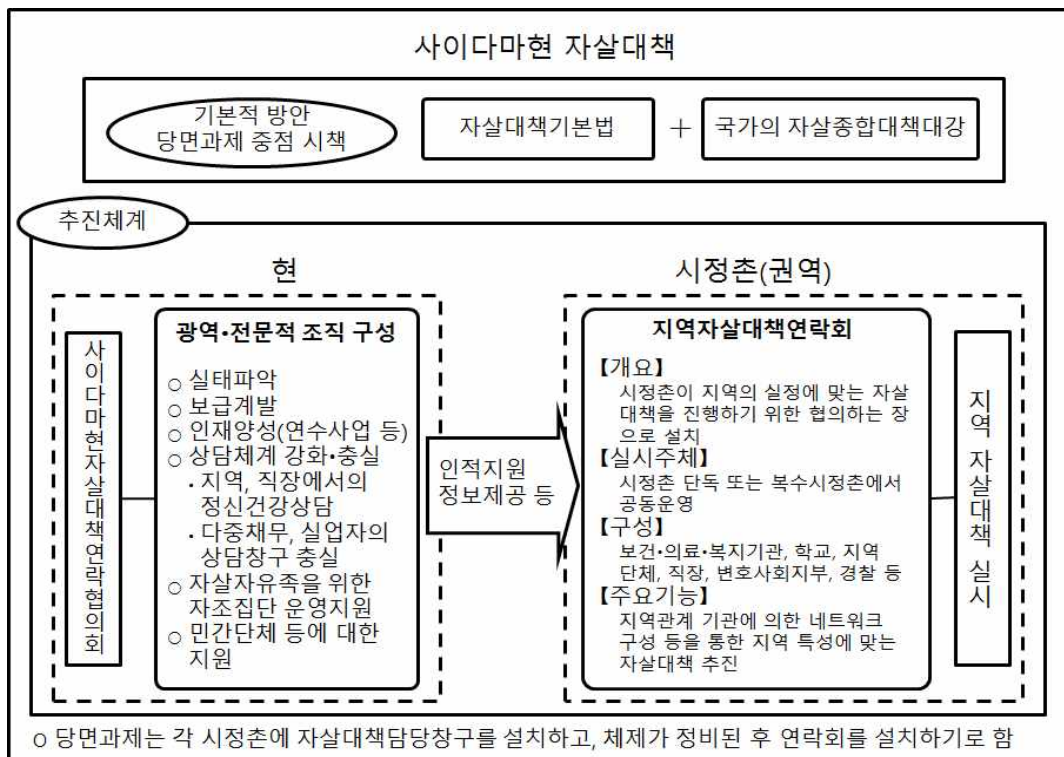 사이다마현 자살대책
기본적 방안
당면과제 중점 시책
자살대책기본법
+
국가의 자살종합대책대강
추진체계
현
사이다마현자살대책연락협의회
광역•전문적 조직 구성
○ 실태파악
○ 보급계발
○ 인재양성(연수사업 등)
○ 상담체계 강화•충실
· 지역, 직장에서의
정신건강상담
· 다중채무, 실업자의
상담창구 충실
○ 자살자유족을 위한
자조집단 운영지원
○ 민간단체 등에 대한
지원
인적지원
정보제공 등
시정촌(권역)
지역자살대책연락회
【개요】
시정촌이 지역의 실정에 맞는 자살
대책을 진행하기 위한 협의하는 장
으로 설치
【실시주체】
시정촌 단독 또는 복수시정촌에서
공동운영
【구성】
보건•의료•복지기관, 학교, 지역
단체, 직장, 변호사회지부, 경찰 등
【주요기능】
지역관계 기관에 의한 네트워크
구성 등을 통한 지역 특성에 맞는
자살대책 추진
지역 자살대책 실시
○ 당면과제는 각 시정촌에 자살대책담당창구를 설치하고, 체제가 정비된 후 연락회를 설치하기로 함